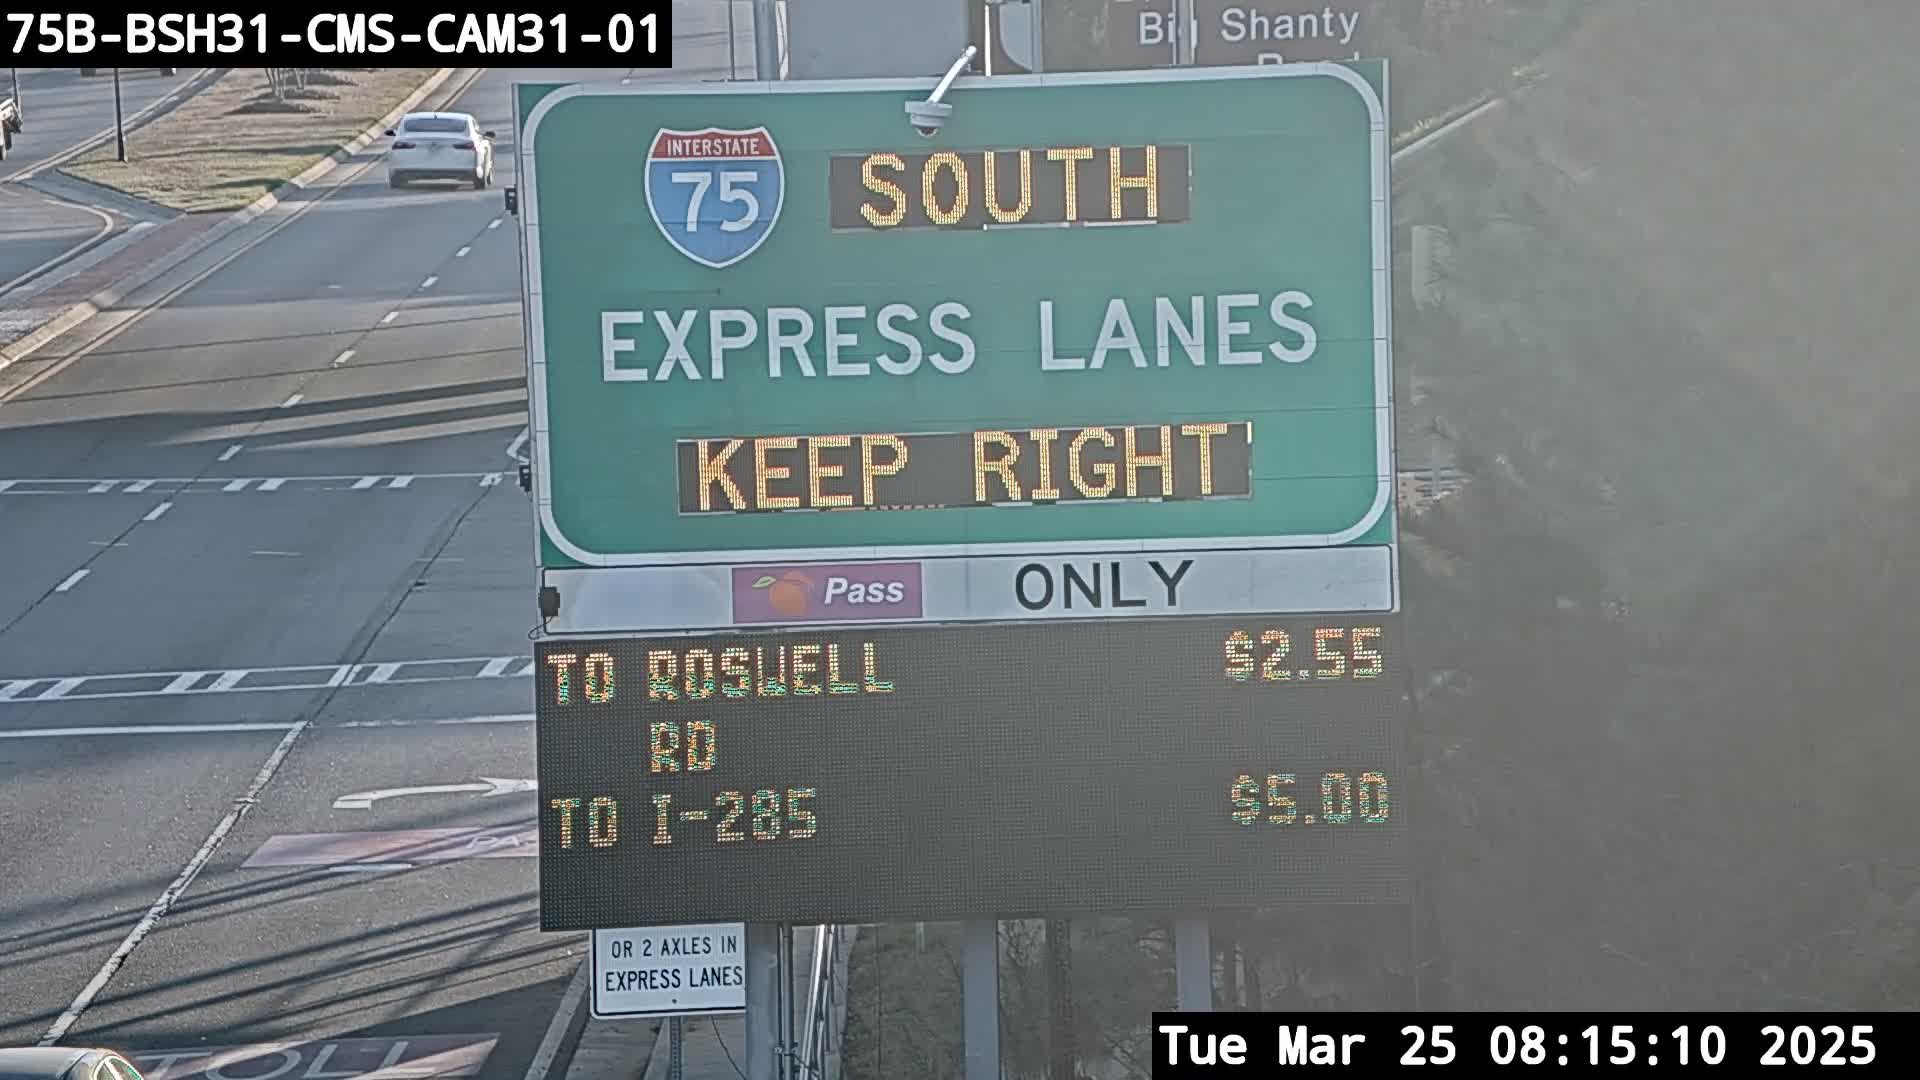 75B-BSH31-CMS-CAM31-01
Big Shanty
INTERSTATE
75
SOUTH
EXPRESS LANES
KEEP RIGHT
Pass
ONLY
TO ROSWELL $2.55
RD
TO I-285 $5.00
OR 2 AXLES IN
EXPRESS LANES
TOLL
Tue Mar 25 08:15:10 2025